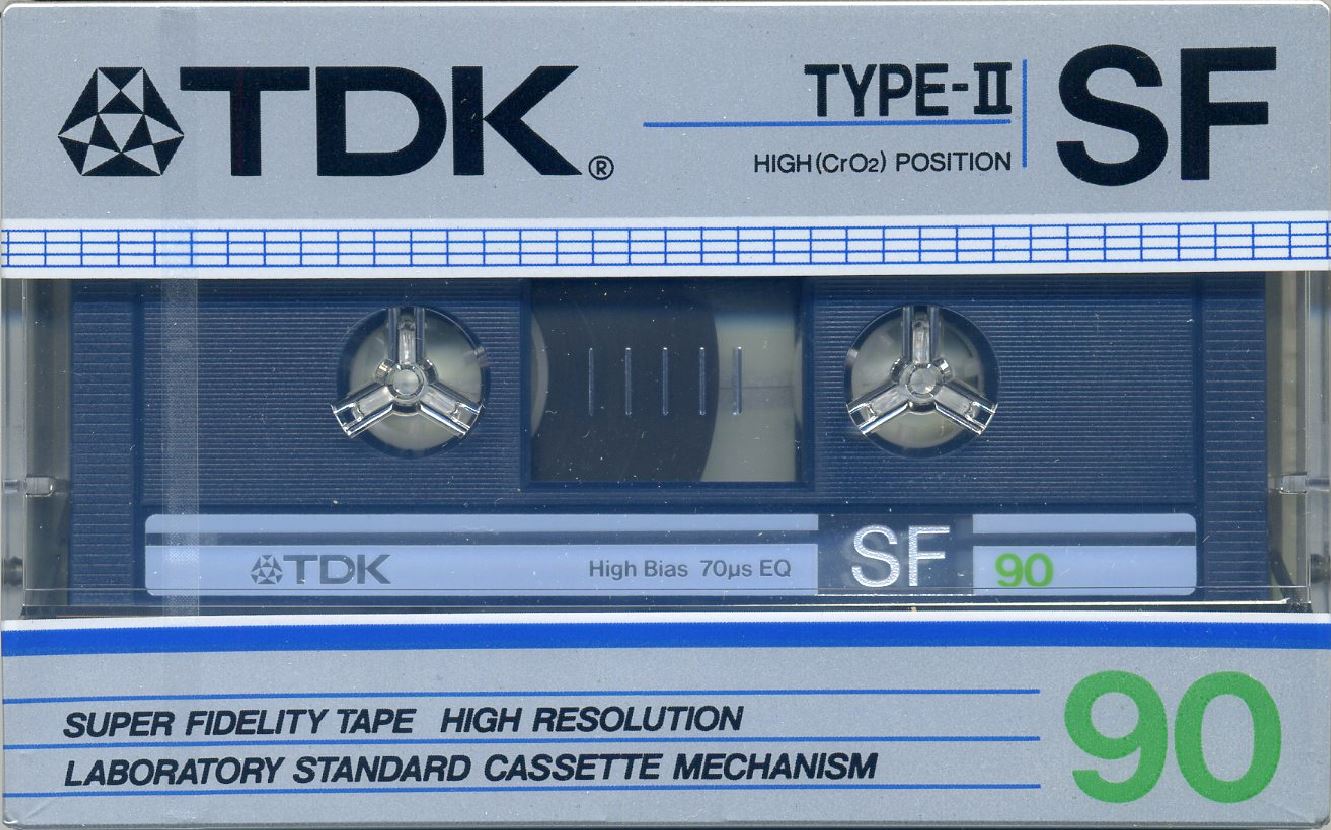 TDK®
TYPE-II
HIGH (CrO₂) POSITION
SF
TDK
High Bias 70µs EQ
SF
90
SUPER FIDELITY TAPE HIGH RESOLUTION
LABORATORY STANDARD CASSETTE MECHANISM
90